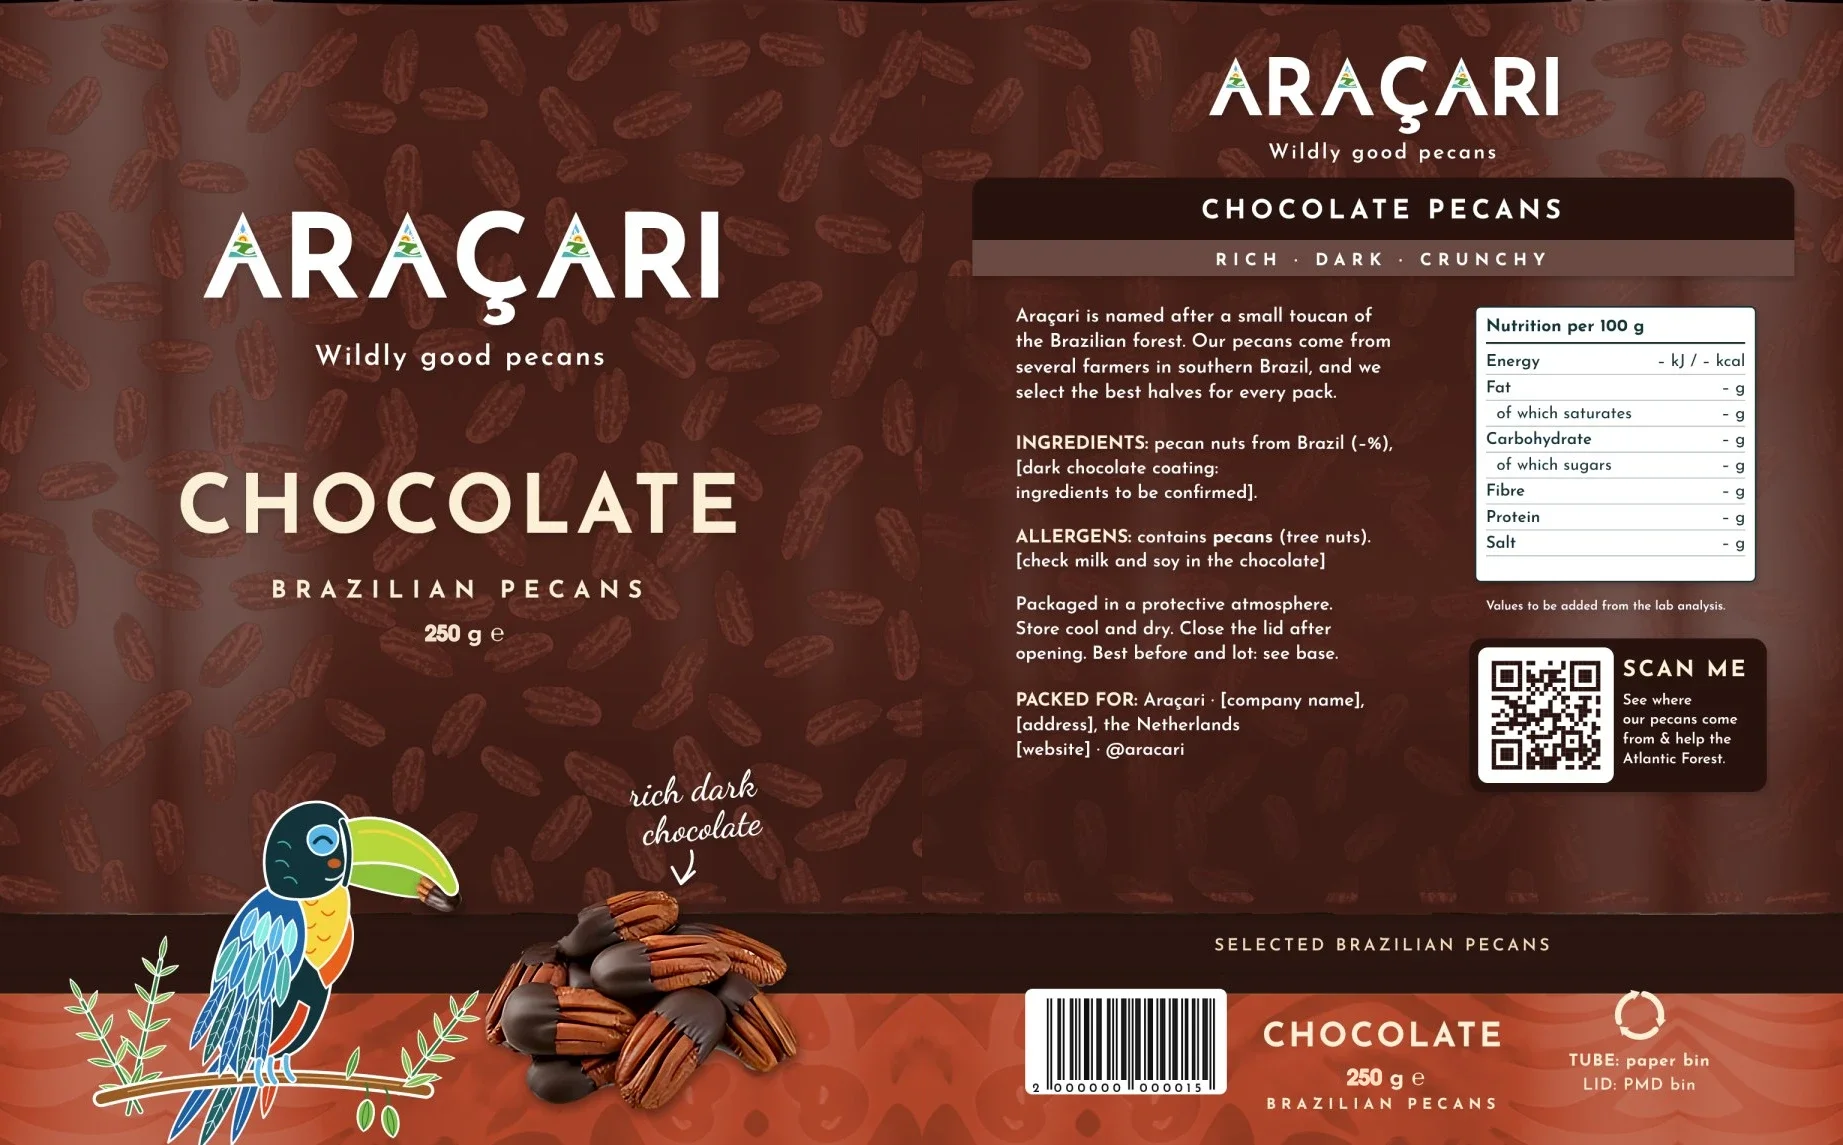 ARAÇARI
Wildly good pecans
CHOCOLATE
BRAZILIAN PECANS
250 g ℮
rich dark
chocolate
ARAÇARI
Wildly good pecans
CHOCOLATE PECANS
RICH · DARK · CRUNCHY
Araçari is named after a small toucan of
the Brazilian forest. Our pecans come from
several farmers in southern Brazil, and we
select the best halves for every pack.
INGREDIENTS: pecan nuts from Brazil (–%),
[dark chocolate coating:
ingredients to be confirmed].
ALLERGENS: contains pecans (tree nuts).
[check milk and soy in the chocolate]
Packaged in a protective atmosphere.
Store cool and dry. Close the lid after
opening. Best before and lot: see base.
PACKED FOR: Araçari · [company name],
[address], the Netherlands
[website] · @aracari
Nutrition per 100 g
Energy – kJ / – kcal
Fat – g
of which saturates – g
Carbohydrate – g
of which sugars – g
Fibre – g
Protein – g
Salt – g
Values to be added from the lab analysis.
SCAN ME
See where
our pecans come
from & help the
Atlantic Forest.
SELECTED BRAZILIAN PECANS
2 000000 000015
CHOCOLATE
250 g ℮
BRAZILIAN PECANS
TUBE: paper bin
LID: PMD bin